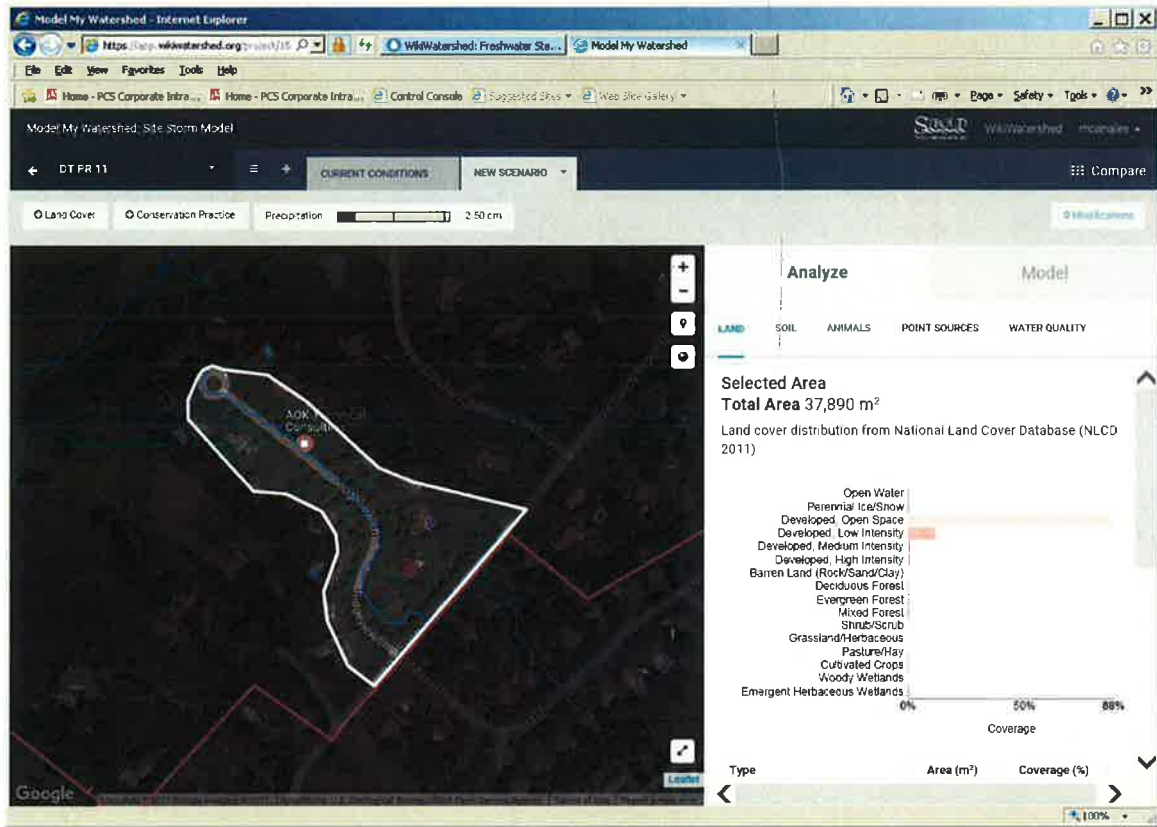 Model My Watershed - Internet Explorer
WikiWatershed: Freshwater Ste...
Model My Watershed
File Edit View Favorites Tools Help
Home - PCS Corporate Intra...
Home - PCS Corporate Intra...
Control Console
Suggested Sites
Web Slice Gallery
Page
Safety
Tools
Model My Watershed: Site Storm Model
WikiWatershed
DT PR 11
CURRENT CONDITIONS
NEW SCENARIO
Compare
Land Cover
Conservation Practice
Precipitation
2.50 cm
0 Modifications
Analyze
Model
LAND
SOIL
ANIMALS
POINT SOURCES
WATER QUALITY
Selected Area
Total Area 37,890 m²
Land cover distribution from National Land Cover Database (NLCD
2011)
Open Water
Perennial Ice/Snow
Developed, Open Space
Developed, Low Intensity
Developed, Medium Intensity
Developed, High Intensity
Barren Land (Rock/Sand/Clay)
Deciduous Forest
Evergreen Forest
Mixed Forest
Shrub/Scrub
Grassland/Herbaceous
Pasture/Hay
Cultivated Crops
Woody Wetlands
Emergent Herbaceous Wetlands
0%
50%
88%
Coverage
Type
Area (m²)
Coverage (%)
AOK
Leaflet
Google
100%